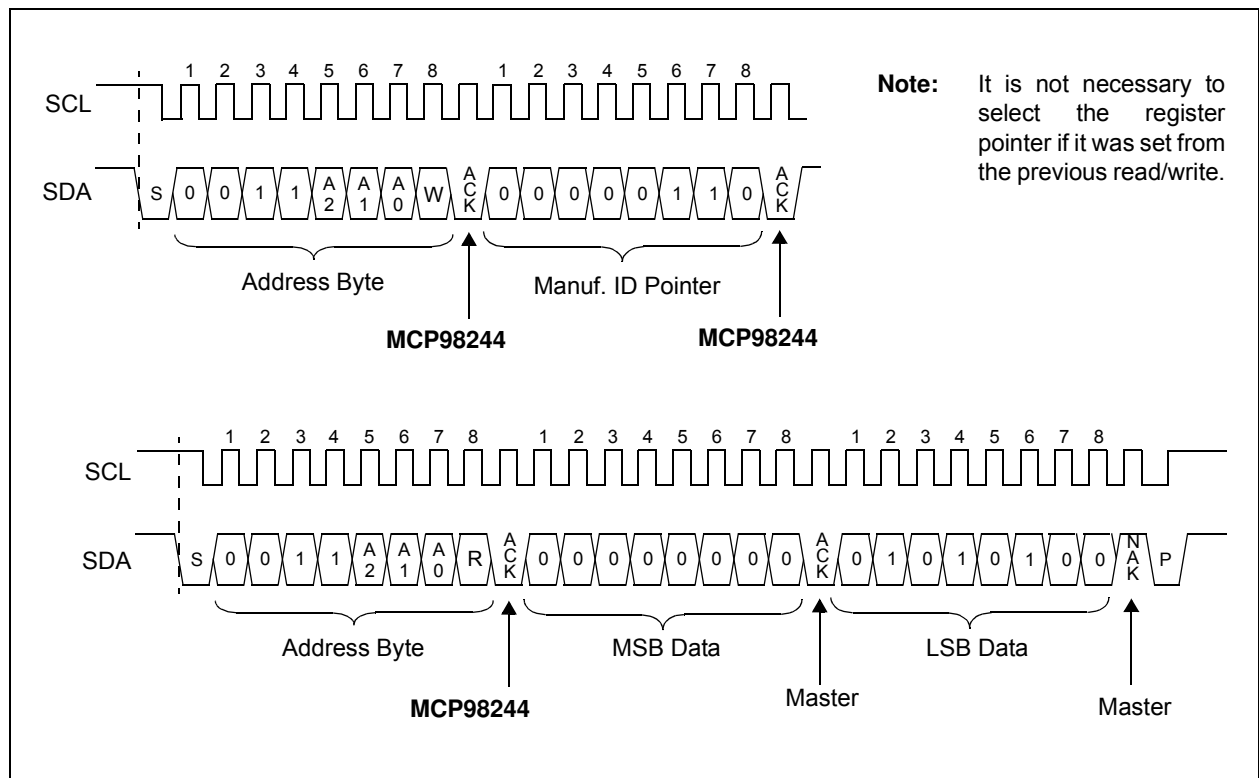 1 2 3 4 5 6 7 8 1 2 3 4 5 6 7 8
SCL
SDA S 0 0 1 1 A2 A1 A0 W ACK 0 0 0 0 0 1 1 0 ACK
Address Byte Manuf. ID Pointer
MCP98244 MCP98244
Note: It is not necessary to
select the register
pointer if it was set from
the previous read/write.
1 2 3 4 5 6 7 8 1 2 3 4 5 6 7 8 1 2 3 4 5 6 7 8
SCL
SDA S 0 0 1 1 A2 A1 A0 R ACK 0 0 0 0 0 0 0 0 ACK 0 1 0 1 0 1 0 0 NAK P
Address Byte MSB Data LSB Data
MCP98244 Master Master